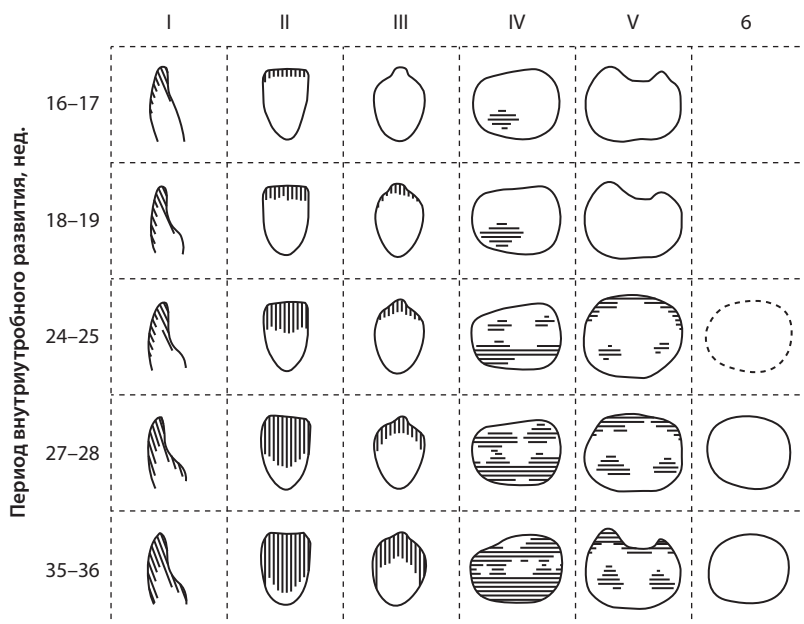 I II III IV V 6
Период внутриутробного развития, нед.
16–17
18–19
24–25
27–28
35–36